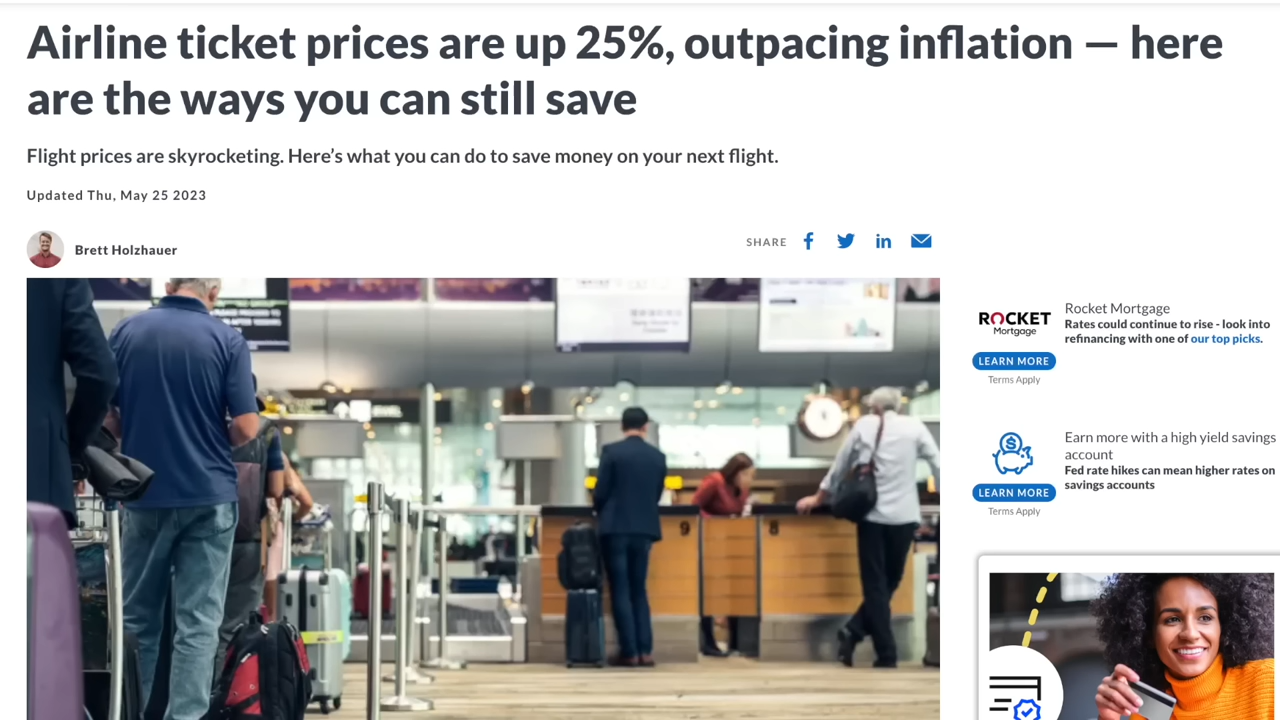 Airline ticket prices are up 25%, outpacing inflation — here
are the ways you can still save
Flight prices are skyrocketing. Here’s what you can do to save money on your next flight.
Updated Thu, May 25 2023
Brett Holzhauer
SHARE
9
8
ROCKET
Mortgage
LEARN MORE
Terms Apply
Rocket Mortgage
Rates could continue to rise - look into
refinancing with one of our top picks.
LEARN MORE
Terms Apply
Earn more with a high yield savings
account
Fed rate hikes can mean higher rates on
savings accounts